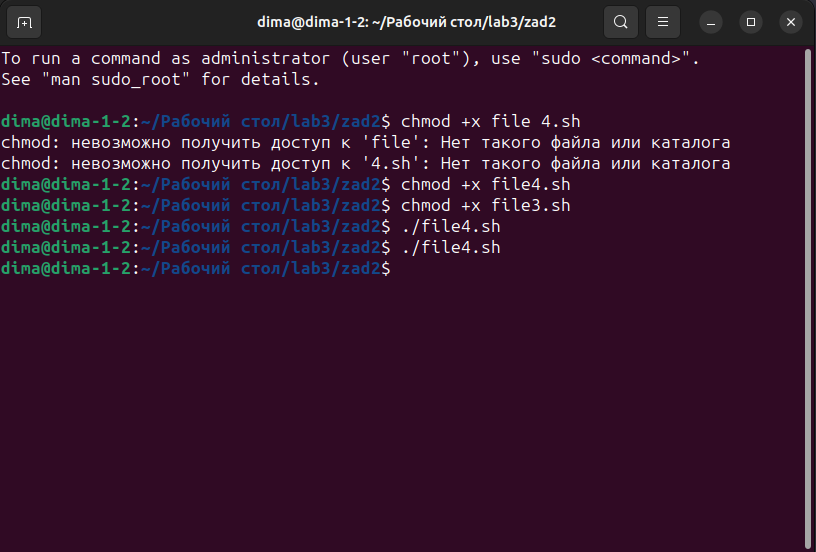 dima@dima-1-2: ~/Рабочий стол/lab3/zad2
To run a command as administrator (user "root"), use "sudo <command>".
See "man sudo_root" for details.
dima@dima-1-2:~/Рабочий стол/lab3/zad2$ chmod +x file 4.sh
chmod: невозможно получить доступ к 'file': Нет такого файла или каталога
chmod: невозможно получить доступ к '4.sh': Нет такого файла или каталога
dima@dima-1-2:~/Рабочий стол/lab3/zad2$ chmod +x file4.sh
dima@dima-1-2:~/Рабочий стол/lab3/zad2$ chmod +x file3.sh
dima@dima-1-2:~/Рабочий стол/lab3/zad2$ ./file4.sh
dima@dima-1-2:~/Рабочий стол/lab3/zad2$ ./file4.sh
dima@dima-1-2:~/Рабочий стол/lab3/zad2$